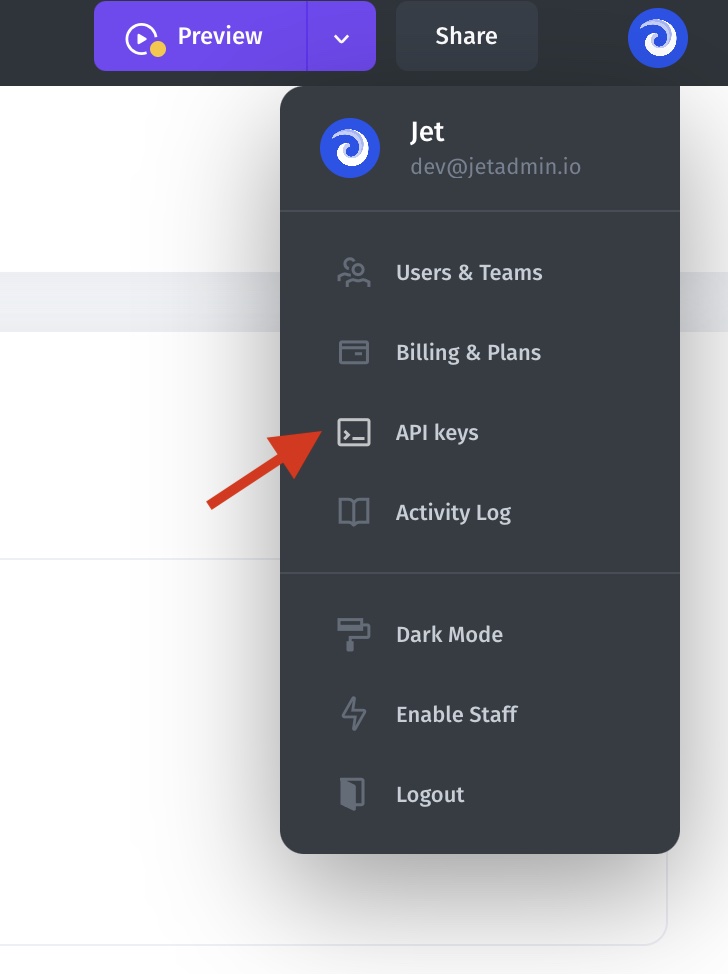 Preview
Share
Jet
dev@jetadmin.io
Users & Teams
Billing & Plans
API keys
Activity Log
Dark Mode
Enable Staff
Logout